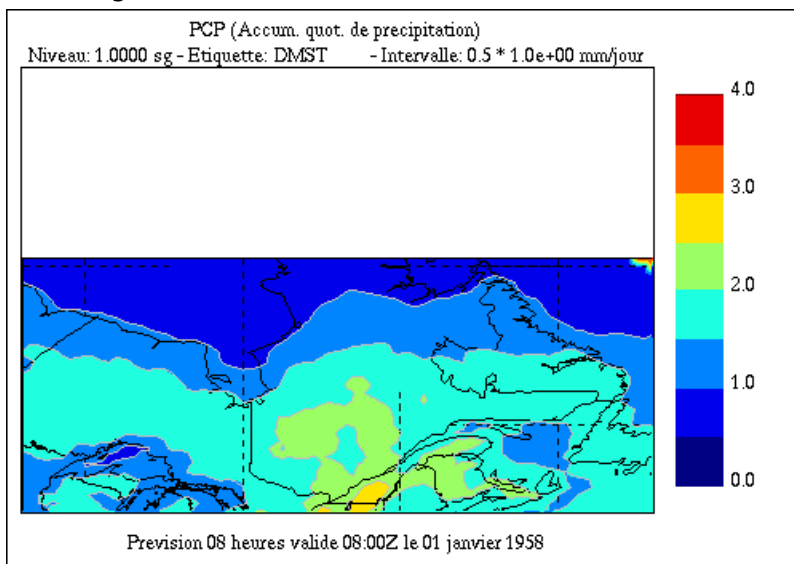 PCP (Accum. quot. de precipitation)
Niveau: 1.0000 sg - Etiquette: DMST - Intervalle: 0.5 * 1.0e+00 mm/jour
4.0
3.0
2.0
1.0
0.0
Prevision 08 heures valide 08:00Z le 01 janvier 1958